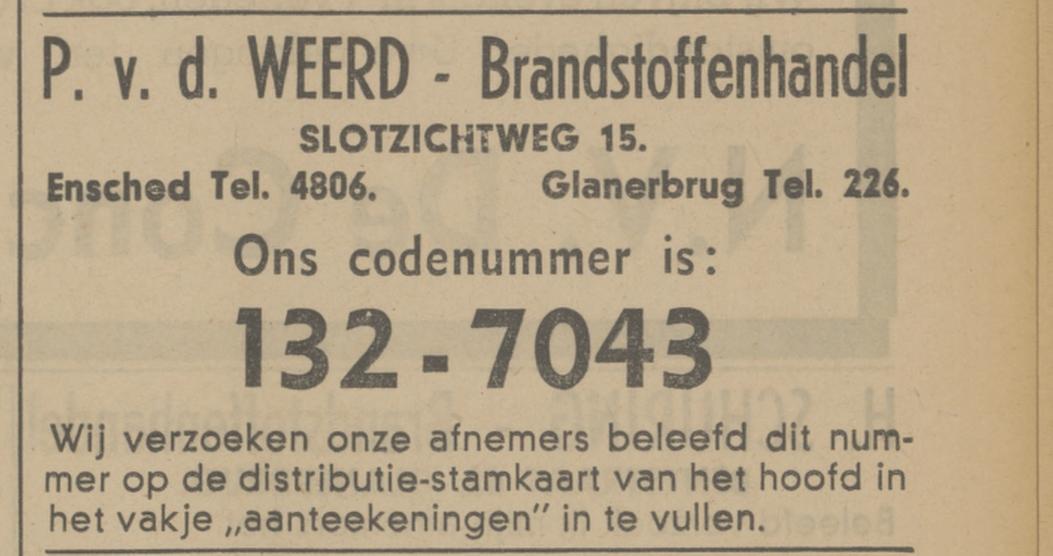 P. v. d. WEERD - Brandstoffenhandel
SLOTZICHTWEG 15.
Ensched Tel. 4806. Glanerbrug Tel. 226.
Ons codenummer is:
132-7043
Wij verzoeken onze afnemers beleefd dit num-
mer op de distributie-stamkaart van het hoofd in
het vakje „aanteekeningen” in te vullen.